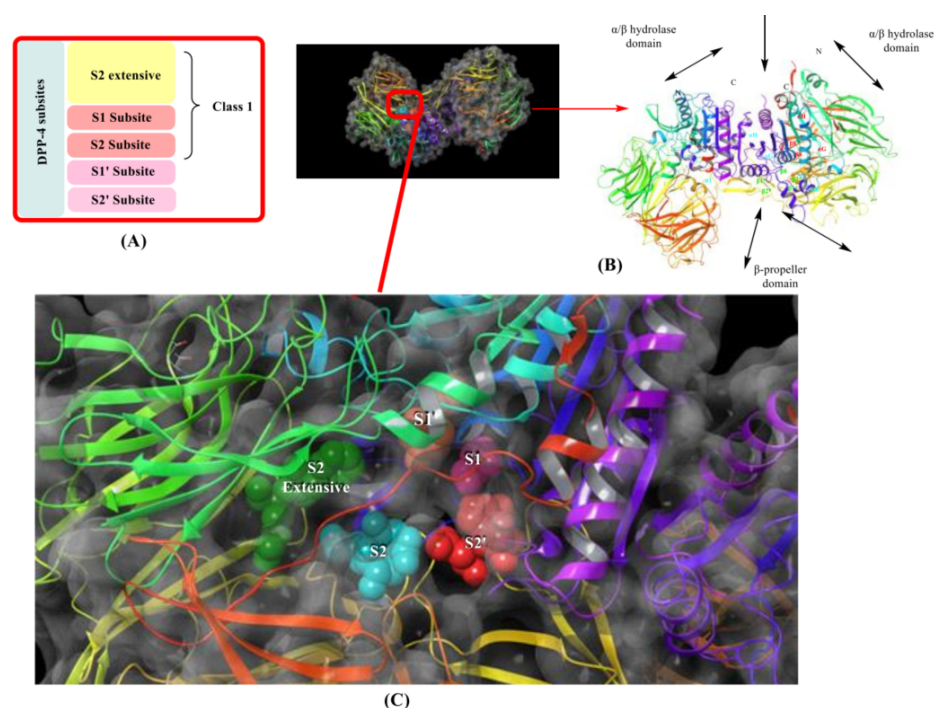 DPP-4 subsites
S2 extensive
S1 Subsite
S2 Subsite
S1' Subsite
S2' Subsite
Class 1
(A)
α/β hydrolase
domain
α/β hydrolase
domain
C
N
C
β-propeller
domain
(B)
S1'
S1
S2
Extensive
S2
S2'
(C)